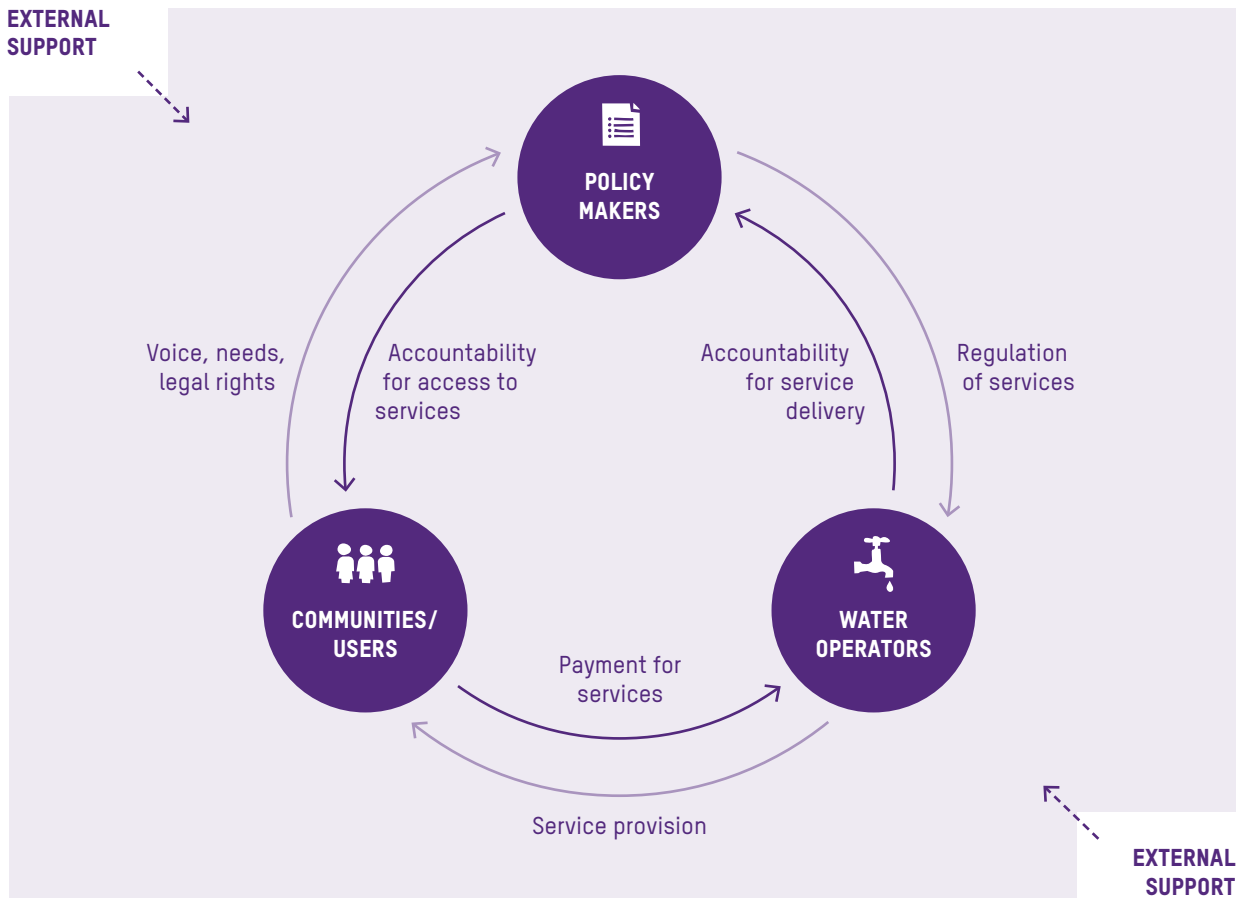 EXTERNAL
SUPPORT
POLICY
MAKERS
Voice, needs,
legal rights
Accountability
for access to
services
Accountability
for service
delivery
Regulation
of services
COMMUNITIES/
USERS
WATER
OPERATORS
Payment for
services
Service provision
EXTERNAL
SUPPORT